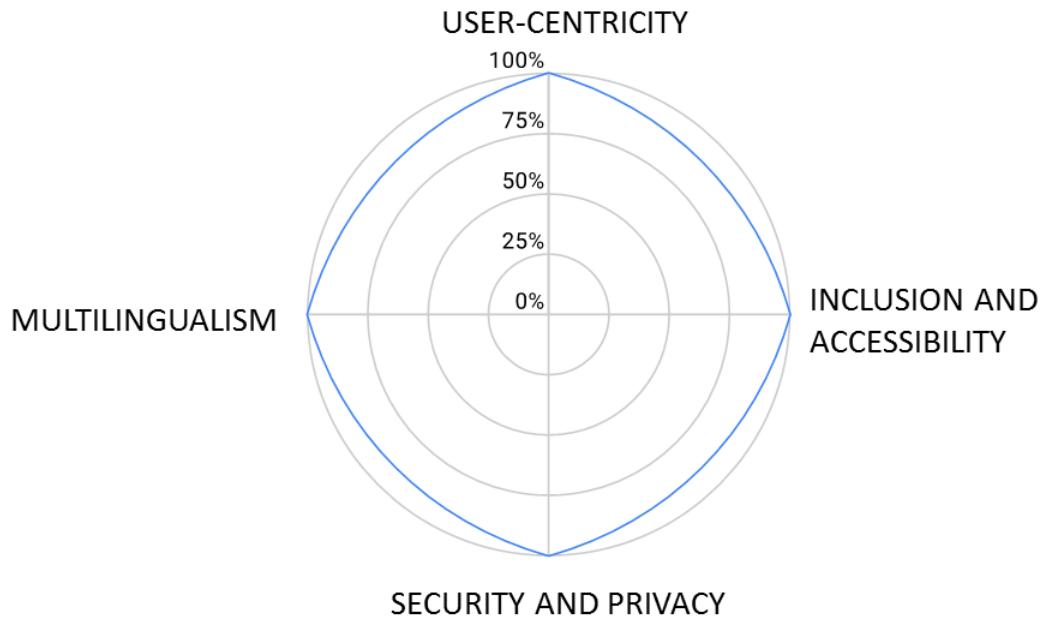 USER-CENTRICITY
100%
75%
50%
25%
0%
MULTILINGUALISM
INCLUSION AND
ACCESSIBILITY
SECURITY AND PRIVACY